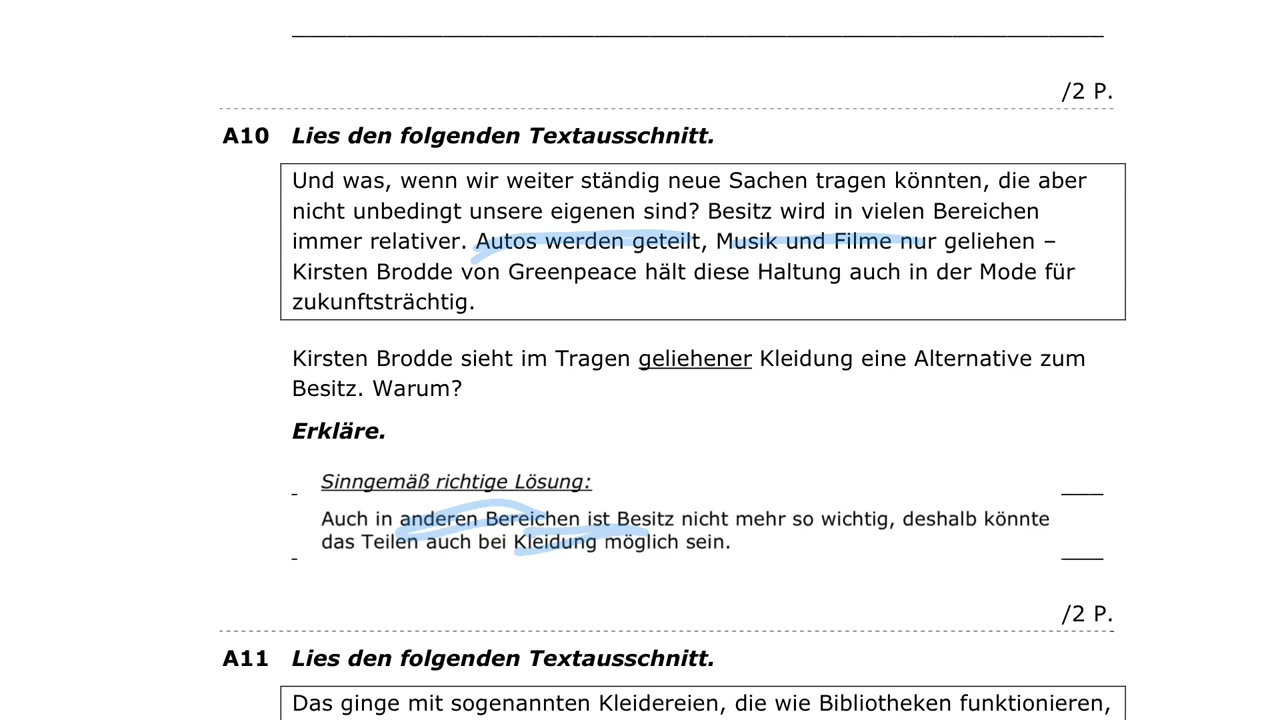 /2 P.
A10 Lies den folgenden Textausschnitt.
Und was, wenn wir weiter ständig neue Sachen tragen könnten, die aber
nicht unbedingt unsere eigenen sind? Besitz wird in vielen Bereichen
immer relativer. Autos werden geteilt, Musik und Filme nur geliehen –
Kirsten Brodde von Greenpeace hält diese Haltung auch in der Mode für
zukunftsträchtig.
Kirsten Brodde sieht im Tragen geliehener Kleidung eine Alternative zum
Besitz. Warum?
Erkläre.
Sinngemäß richtige Lösung:
Auch in anderen Bereichen ist Besitz nicht mehr so wichtig, deshalb könnte
das Teilen auch bei Kleidung möglich sein.
/2 P.
A11 Lies den folgenden Textausschnitt.
Das ginge mit sogenannten Kleidereien, die wie Bibliotheken funktionieren,